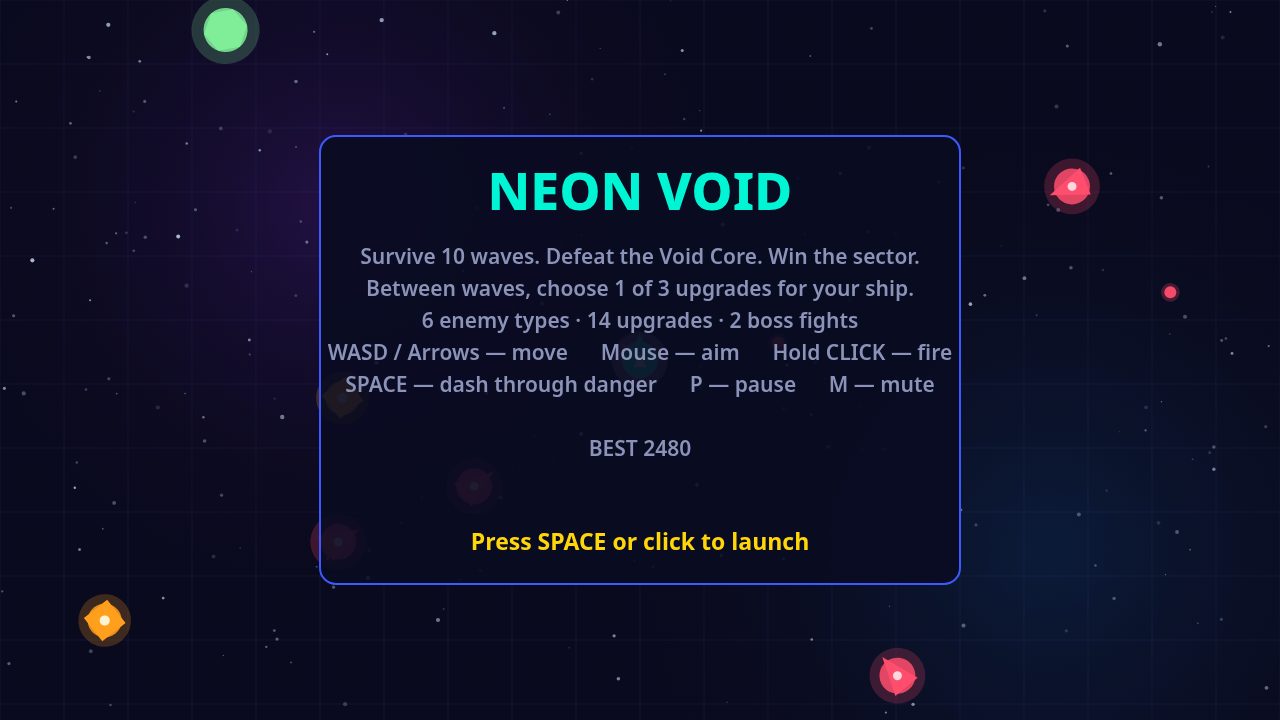 NEON VOID
Survive 10 waves. Defeat the Void Core. Win the sector.
Between waves, choose 1 of 3 upgrades for your ship.
6 enemy types · 14 upgrades · 2 boss fights
WASD / Arrows — move Mouse — aim Hold CLICK — fire
SPACE — dash through danger P — pause M — mute
BEST 2480
Press SPACE or click to launch